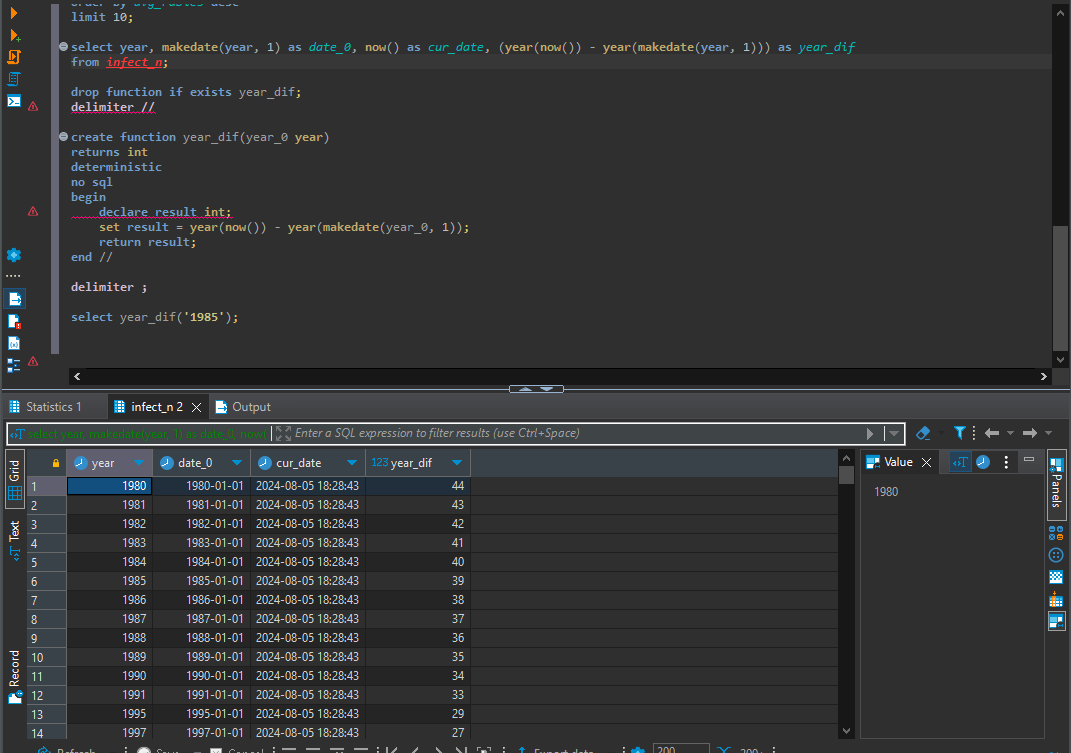 order by avg_rabies desc
limit 10;
select year, makedate(year, 1) as date_0, now() as cur_date, (year(now()) - year(makedate(year, 1))) as year_dif
from infect_n;
drop function if exists year_dif;
delimiter //
create function year_dif(year_0 year)
returns int
deterministic
no sql
begin
declare result int;
set result = year(now()) - year(makedate(year_0, 1));
return result;
end //
delimiter ;
select year_dif('1985');
Statistics 1 infect_n 2 Output
select year, makedate(year, 1) as date_0, now() Enter a SQL expression to filter results (use Ctrl+Space)
Grid
Text
Record
year date_0 cur_date 123 year_dif
1 1980 1980-01-01 2024-08-05 18:28:43 44
2 1981 1981-01-01 2024-08-05 18:28:43 43
3 1982 1982-01-01 2024-08-05 18:28:43 42
4 1983 1983-01-01 2024-08-05 18:28:43 41
5 1984 1984-01-01 2024-08-05 18:28:43 40
6 1985 1985-01-01 2024-08-05 18:28:43 39
7 1986 1986-01-01 2024-08-05 18:28:43 38
8 1987 1987-01-01 2024-08-05 18:28:43 37
9 1988 1988-01-01 2024-08-05 18:28:43 36
10 1989 1989-01-01 2024-08-05 18:28:43 35
11 1990 1990-01-01 2024-08-05 18:28:43 34
12 1991 1991-01-01 2024-08-05 18:28:43 33
13 1995 1995-01-01 2024-08-05 18:28:43 29
14 1997 1997-01-01 2024-08-05 18:28:43 27
Value
1980
Panels
Refresh Save Cancel Export data 200 200+